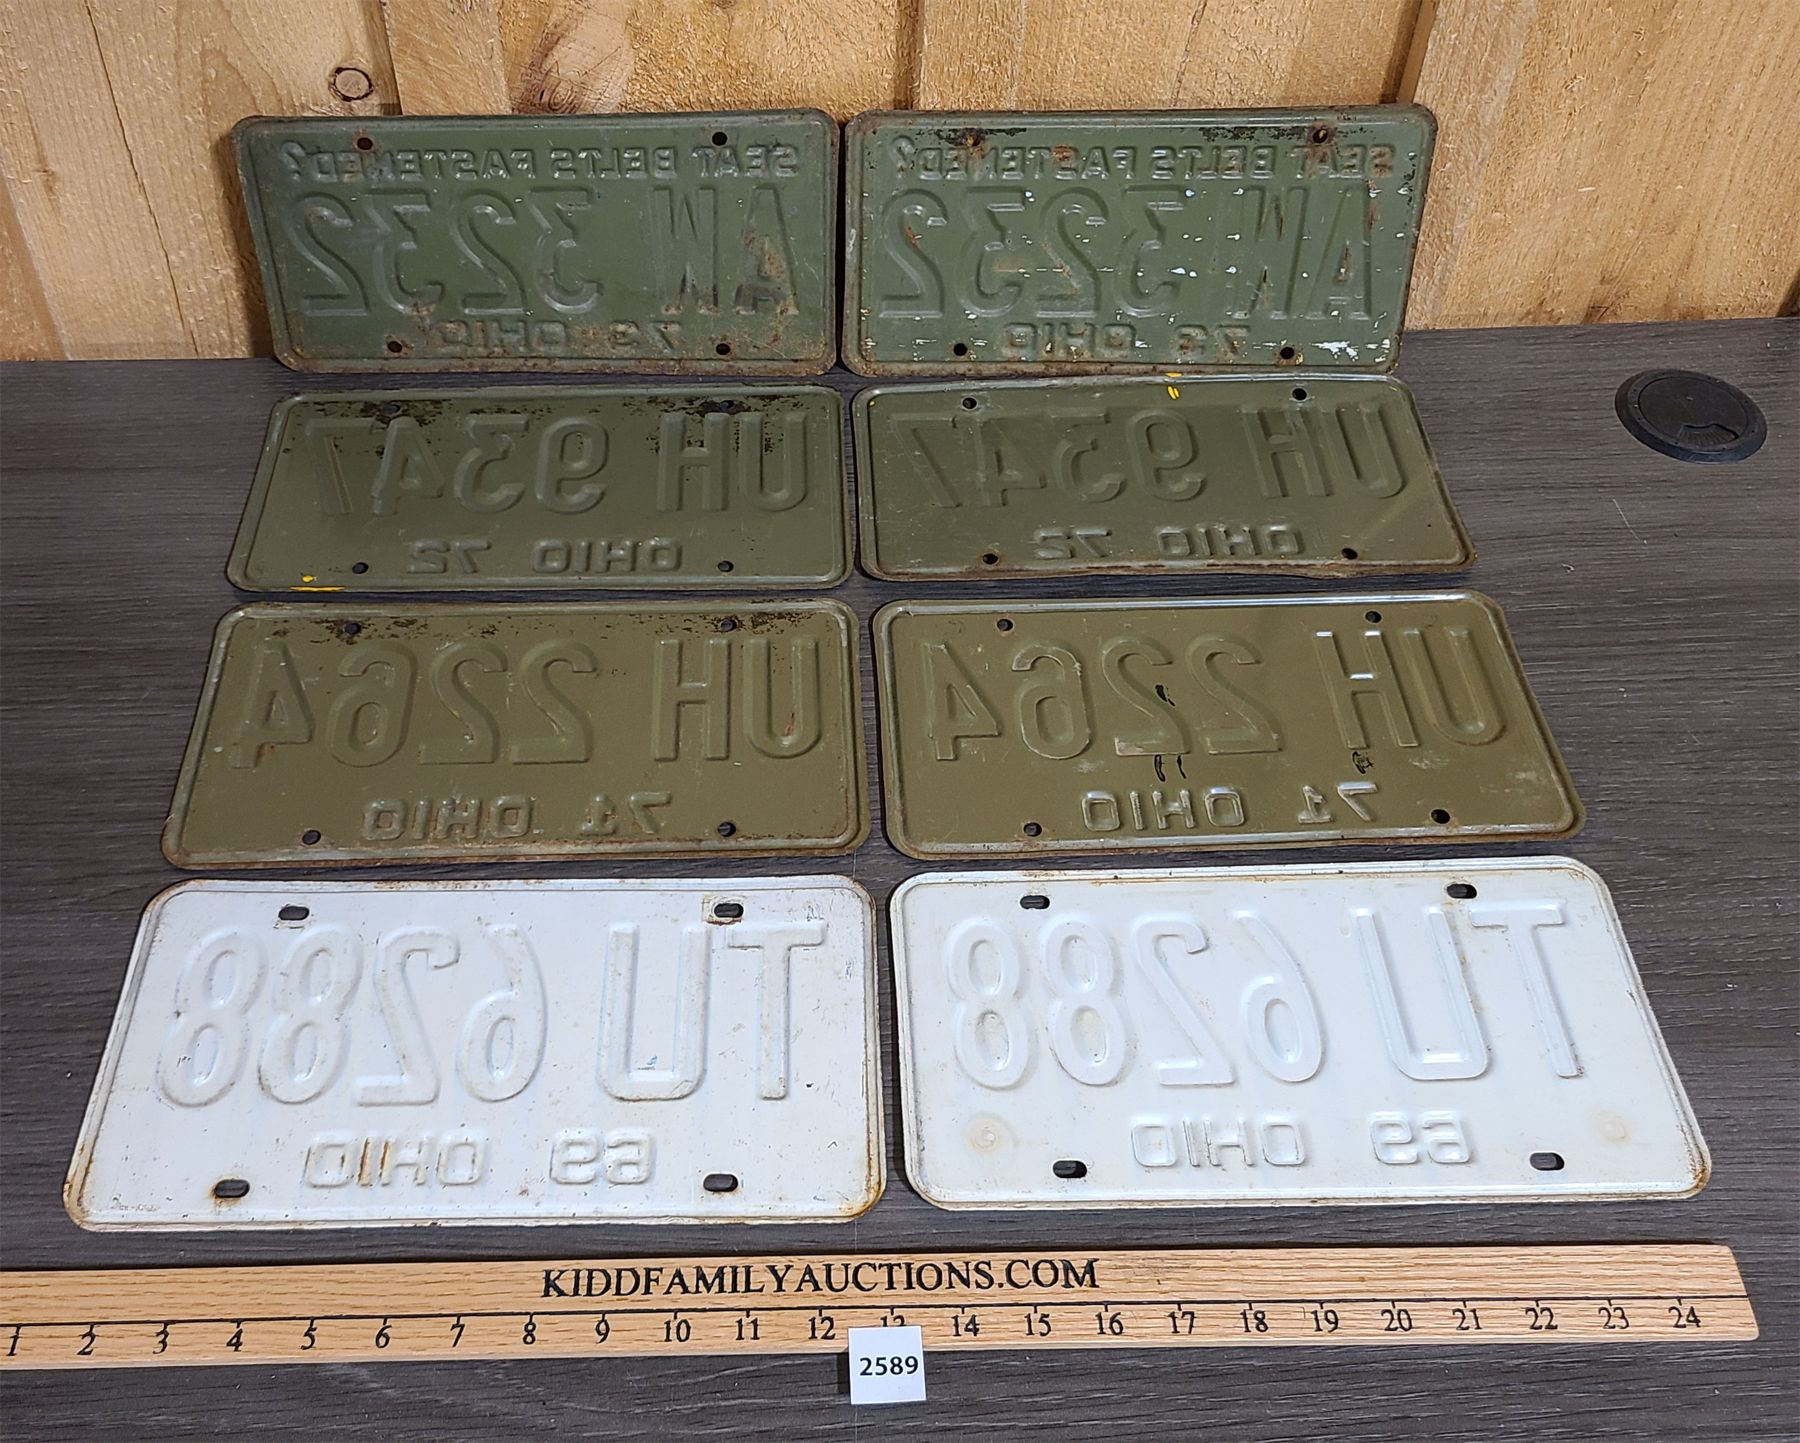 SEAT BELTS FASTENED? SEAT BELTS FASTENED?
AM 3232 AM 3232
73 OHIO 73 OHIO
UH 9347 UH 9347
OHIO 72 OHIO 72
UH 2264 UH 2264
71 OHIO 71 OHIO
TU 6288 TU 6288
69 OHIO 69 OHIO
KIDDFAMILYAUCTIONS.COM
1 2 3 4 5 6 7 8 9 10 11 12 13 14 15 16 17 18 19 20 21 22 23 24
2589